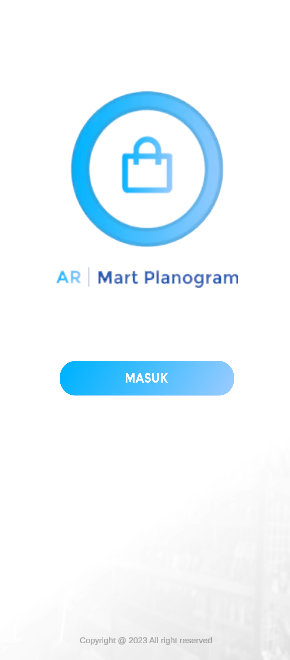 AR | Mart Planogram
MASUK
Copyright @ 2023 All right reserved